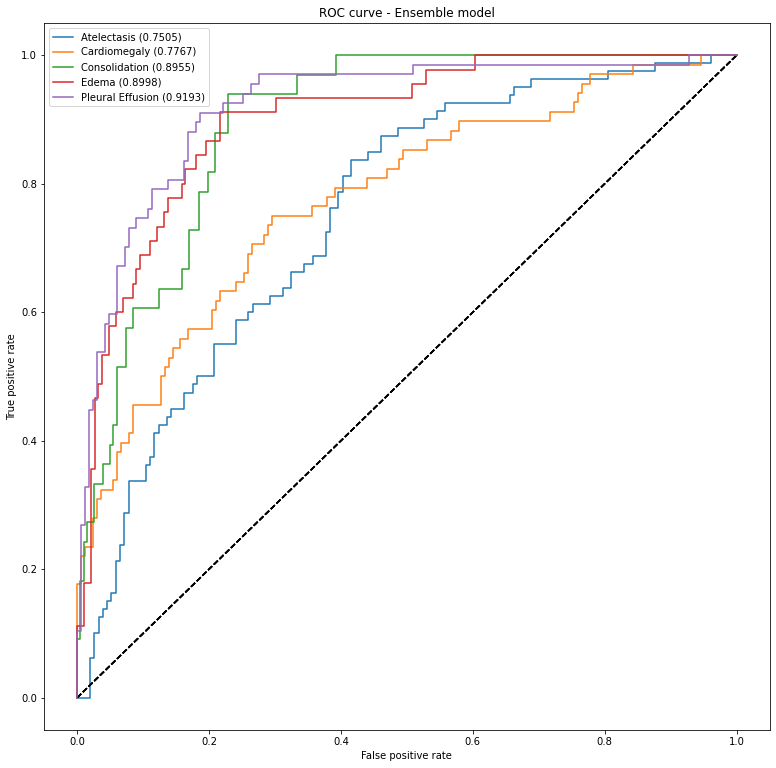 ROC curve - Ensemble model
Atelectasis (0.7505)
Cardiomegaly (0.7767)
Consolidation (0.8955)
Edema (0.8998)
Pleural Effusion (0.9193)
1.0
0.8
0.6
0.4
0.2
0.0
True positive rate
0.0 0.2 0.4 0.6 0.8 1.0
False positive rate